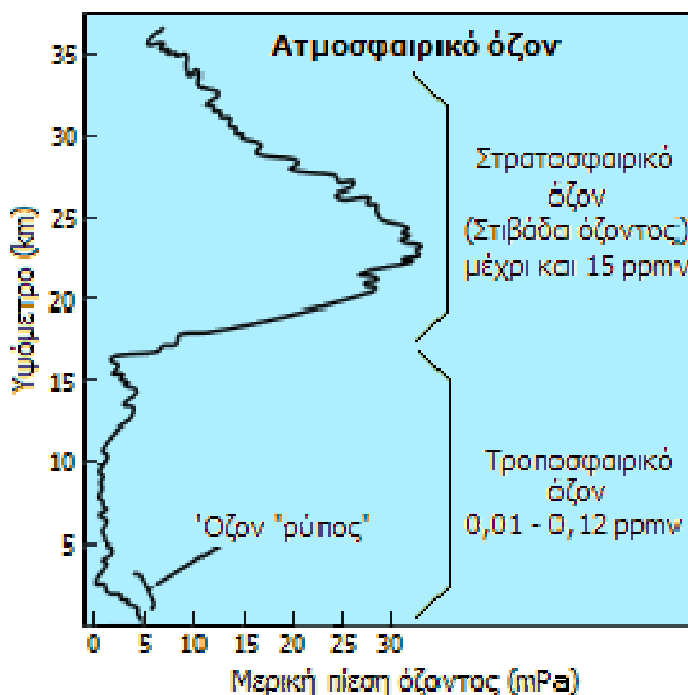 Ατμοσφαιρικό όζον
35
30
25
20
15
10
5
Υψόμετρο (km)
Στρατοσφαιρικό
όζον
(Στιβάδα όζοντος)
μέχρι και 15 ppmv
Τροποσφαιρικό
όζον
0,01 - 0,12 ppmv
'Οζον "ρύπος"
0 5 10 15 20 25 30
Μερική πίεση όζοντος (mPa)